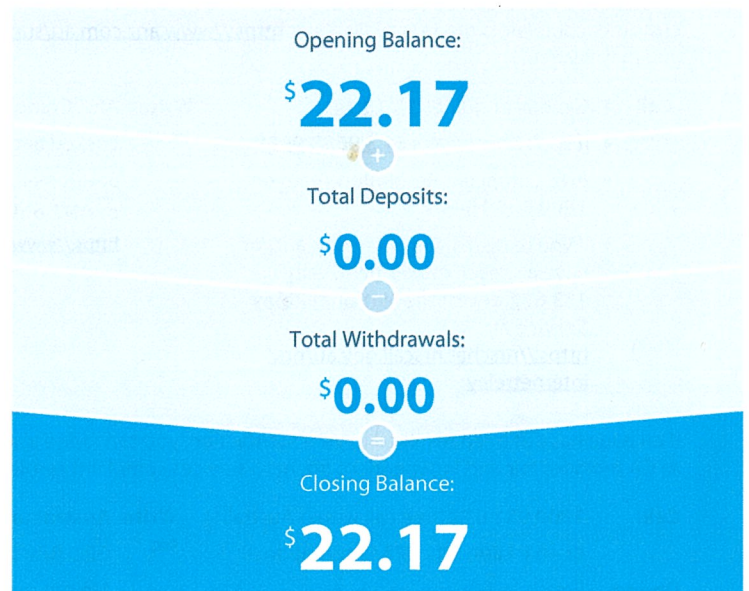 Opening Balance:
$22.17
+
Total Deposits:
$0.00
−
Total Withdrawals:
$0.00
=
Closing Balance:
$22.17